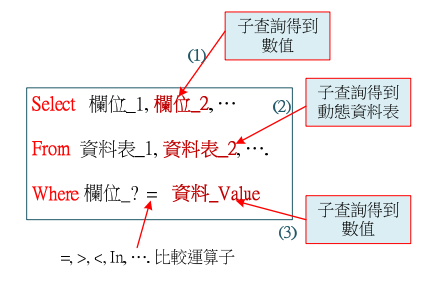 子查詢得到
數值
(1)
子查詢得到
動態資料表
(2)
Select 欄位_1, 欄位_2, …
From 資料表_1, 資料表_2, ….
Where 欄位_? = 資料_Value
子查詢得到
數值
(3)
=, >, <, In, …. 比較運算子